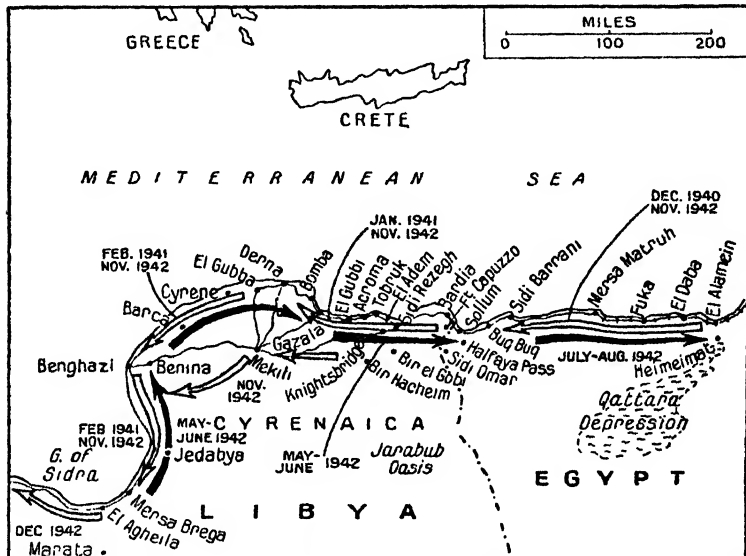 MILES
0 100 200
GREECE
CRETE
MEDITERRANEAN SEA
DEC. 1940
NOV. 1942
JAN. 1941
NOV. 1942
FEB. 1941
NOV. 1942
El Gubba
Derna
Bomba
El Gubbi
Acroma
Tobruk
El Adem
Sidi Rezegh
Bardia
Ft. Capuzzo
Sollum
Sidi Barrani
Nersa Matruh
Fuka
El Daba
El Alamein
Cyrene
Barca
Gazala
Buq Buq
Halfaya Pass
JULY-AUG. 1942
Heimeimat
Benghazi
Benina
Mekili
Knightsbridge
Sidi Omar
Bir el Gobi
Bir Hacheim
NOV.
1942
Qattara
Depression
FEB 1941
NOV. 1942
MAY-
JUNE 1942
CYRENAICA
MAY-
JUNE 1942
Jarabub
Oasis
G. of
Sidra
Jedabya
EGYPT
LIBYA
Mersa Brega
El Agheila
DEC 1942
Marata